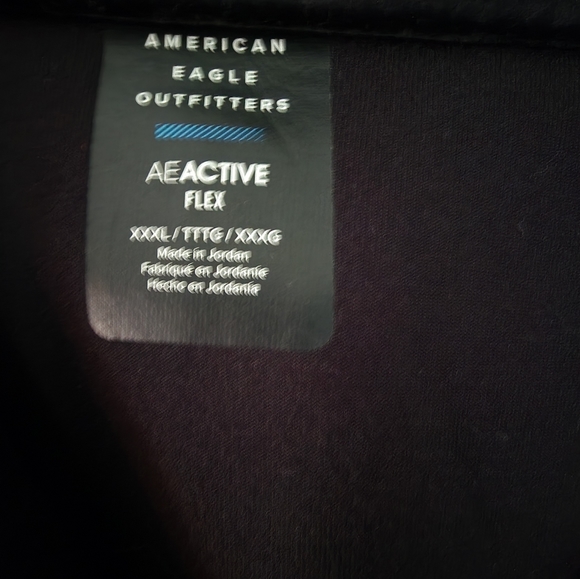 AMERICAN
EAGLE
OUTFITTERS
AEACTIVE
FLEX
XXXL / TTTG / XXXG
Made in Jordan
Fabriqué en Jordanie
Hecho en Jordania